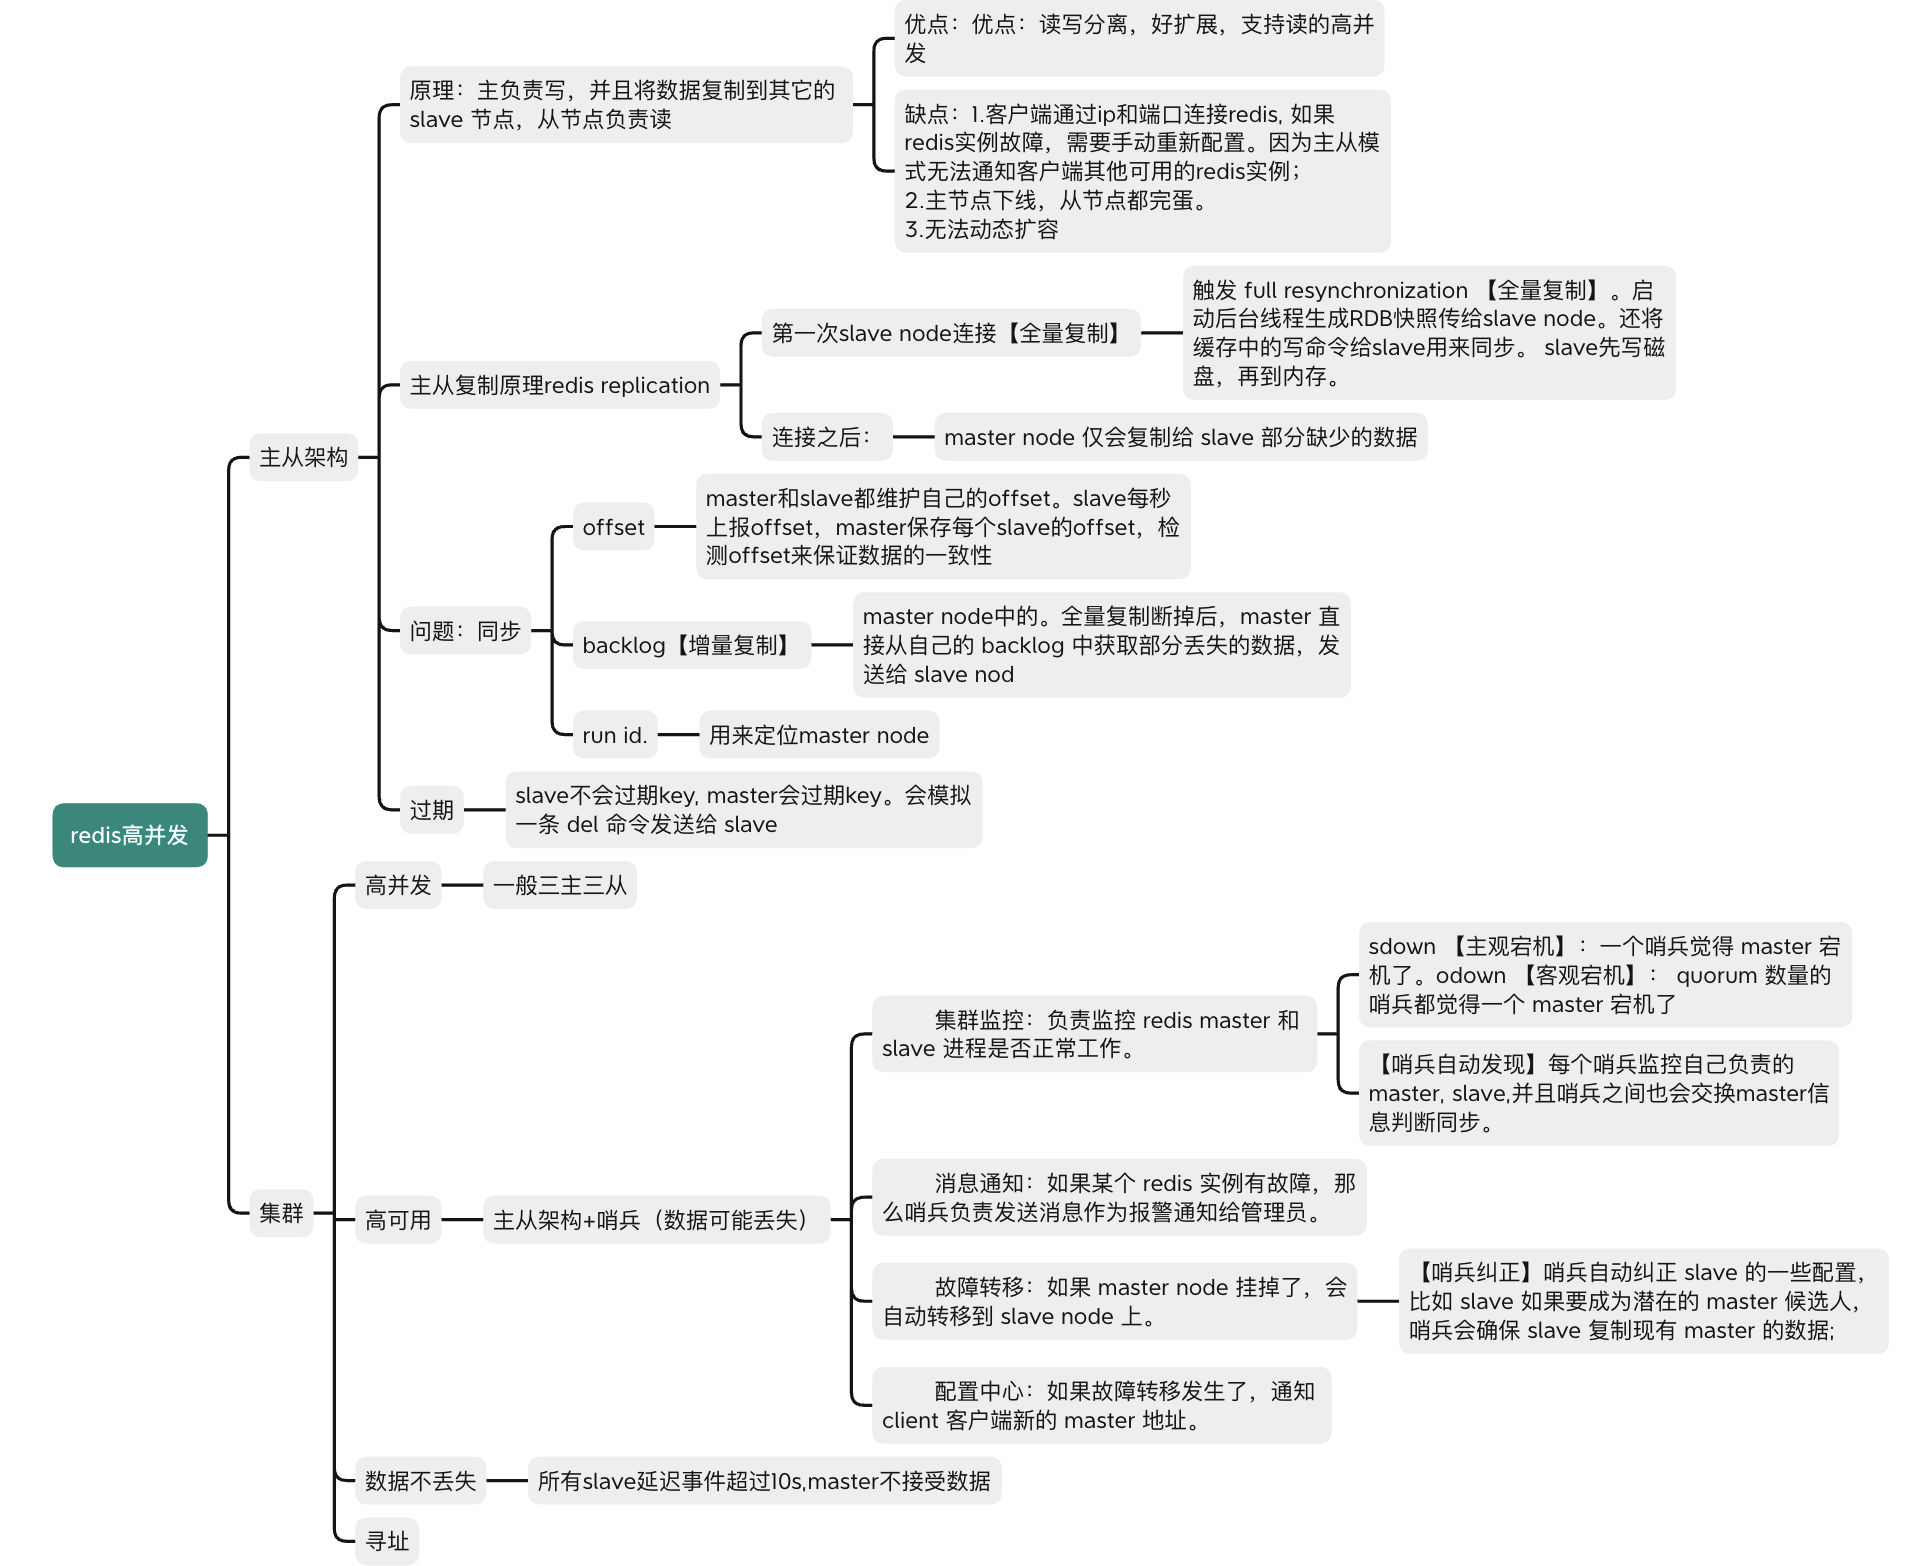 redis高并发
主从架构
原理：主负责写，并且将数据复制到其它的
slave 节点，从节点负责读
优点：优点：读写分离，好扩展，支持读的高并
发
缺点：1.客户端通过ip和端口连接redis, 如果
redis实例故障，需要手动重新配置。因为主从模
式无法通知客户端其他可用的redis实例；
2.主节点下线，从节点都完蛋。
3.无法动态扩容
主从复制原理redis replication
第一次slave node连接【全量复制】
触发 full resynchronization 【全量复制】。启
动后台线程生成RDB快照传给slave node。还将
缓存中的写命令给slave用来同步。 slave先写磁
盘，再到内存。
连接之后：
master node 仅会复制给 slave 部分缺少的数据
问题：同步
offset
master和slave都维护自己的offset。slave每秒
上报offset，master保存每个slave的offset，检
测offset来保证数据的一致性
backlog【增量复制】
master node中的。全量复制断掉后，master 直
接从自己的 backlog 中获取部分丢失的数据，发
送给 slave nod
run id.
用来定位master node
过期
slave不会过期key, master会过期key。会模拟
一条 del 命令发送给 slave
集群
高并发
一般三主三从
高可用
主从架构+哨兵（数据可能丢失）
集群监控：负责监控 redis master 和
slave 进程是否正常工作。
sdown 【主观宕机】：一个哨兵觉得 master 宕
机了。odown 【客观宕机】： quorum 数量的
哨兵都觉得一个 master 宕机了
【哨兵自动发现】每个哨兵监控自己负责的
master, slave,并且哨兵之间也会交换master信
息判断同步。
消息通知：如果某个 redis 实例有故障，那
么哨兵负责发送消息作为报警通知给管理员。
故障转移：如果 master node 挂掉了，会
自动转移到 slave node 上。
【哨兵纠正】哨兵自动纠正 slave 的一些配置，
比如 slave 如果要成为潜在的 master 候选人，
哨兵会确保 slave 复制现有 master 的数据;
配置中心：如果故障转移发生了，通知
client 客户端新的 master 地址。
数据不丢失
所有slave延迟事件超过10s,master不接受数据
寻址